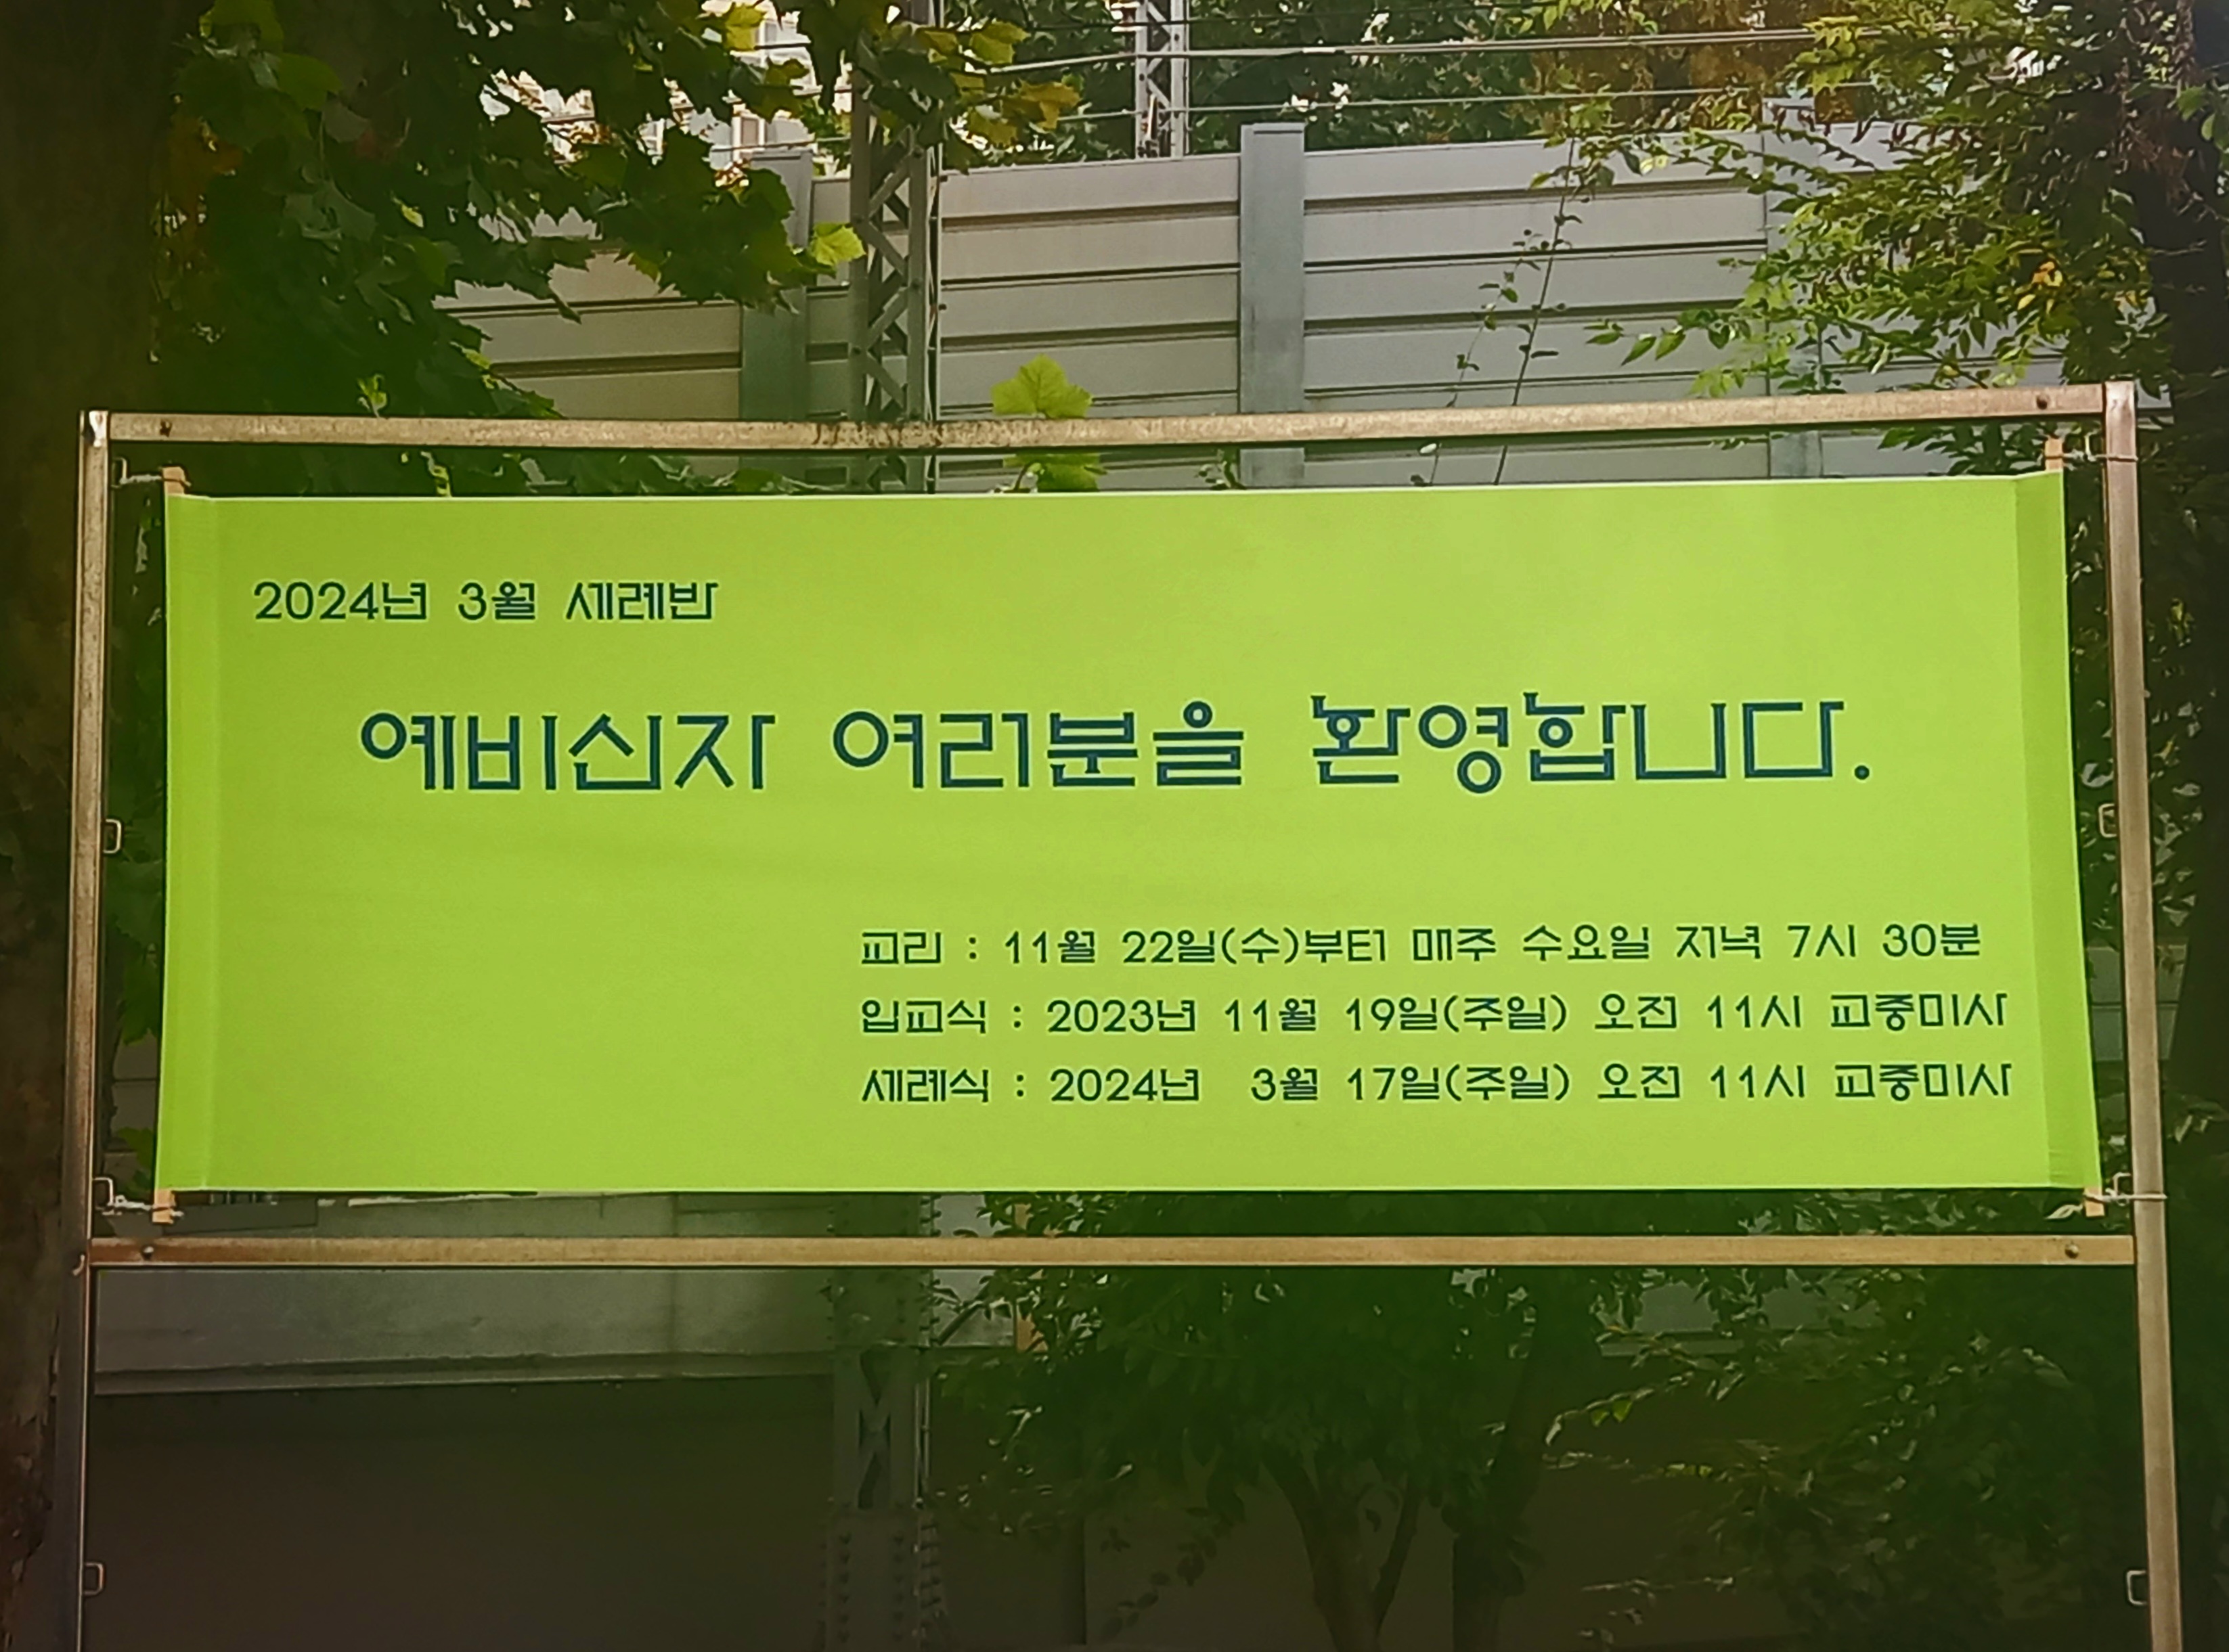 2024년 3월 세례반
예비신자 여러분을 환영합니다.
교리 : 11월 22일(수)부터 매주 수요일 저녁 7시 30분
입교식 : 2023년 11월 19일(주일) 오전 11시 교중미사
세례식 : 2024년 3월 17일(주일) 오전 11시 교중미사